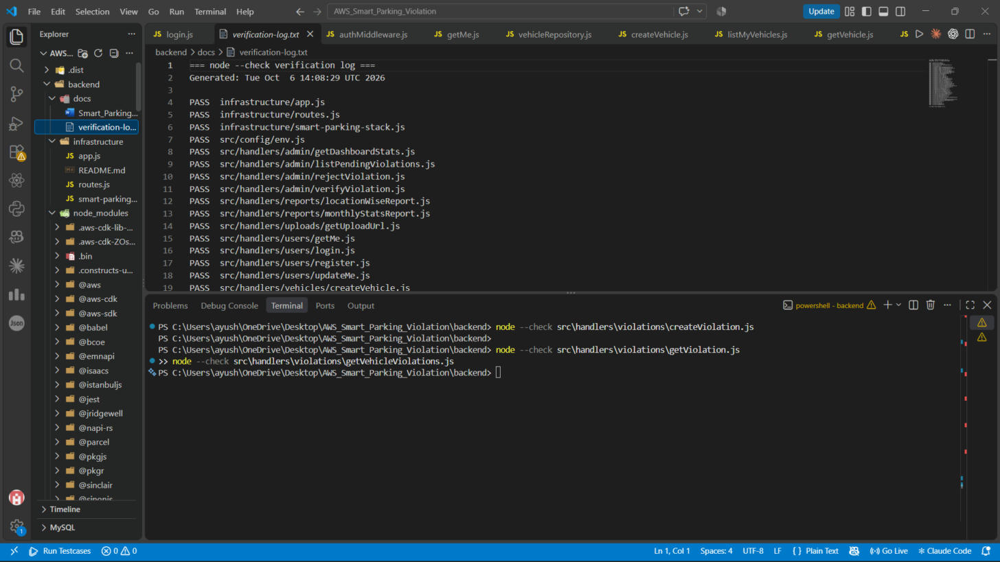 File Edit Selection View Go Run Terminal Help
AWS_Smart_Parking_Violation
Update
Explorer
AWS...
.dist
backend
docs
Smart_Parking...
verification-lo...
infrastructure
app.js
README.md
routes.js
smart-parking...
node_modules
.aws-cdk-lib-...
.aws-cdk-ZOs...
.bin
.constructs-u...
@aws
@aws-cdk
@aws-sdk
@babel
@bcoe
@emnapi
@isaacs
@istanbuljs
@jest
@jridgewell
@napi-rs
@parcel
@pkgjs
@pkgr
@sinclair
@sinonjs
Timeline
MySQL
JS login.js
verification-log.txt
JS authMiddleware.js
JS getMe.js
JS vehicleRepository.js
JS createVehicle.js
JS listMyVehicles.js
JS getVehicle.js
JS
backend > docs > verification-log.txt
1 === node --check verification log ===
2 Generated: Tue Oct  6 14:08:29 UTC 2026
3
4 PASS  infrastructure/app.js
5 PASS  infrastructure/routes.js
6 PASS  infrastructure/smart-parking-stack.js
7 PASS  src/config/env.js
8 PASS  src/handlers/admin/getDashboardStats.js
9 PASS  src/handlers/admin/listPendingViolations.js
10 PASS  src/handlers/admin/rejectViolation.js
11 PASS  src/handlers/admin/verifyViolation.js
12 PASS  src/handlers/reports/locationWiseReport.js
13 PASS  src/handlers/reports/monthlyStatsReport.js
14 PASS  src/handlers/uploads/getUploadUrl.js
15 PASS  src/handlers/users/getMe.js
16 PASS  src/handlers/users/login.js
17 PASS  src/handlers/users/register.js
18 PASS  src/handlers/users/updateMe.js
19 PASS  src/handlers/vehicles/createVehicle.js
Problems Debug Console Terminal Ports Output
powershell - backend
PS C:\Users\ayush\OneDrive\Desktop\AWS_Smart_Parking_Violation\backend> node --check src\handlers\violations\createViolation.js
PS C:\Users\ayush\OneDrive\Desktop\AWS_Smart_Parking_Violation\backend>
PS C:\Users\ayush\OneDrive\Desktop\AWS_Smart_Parking_Violation\backend> node --check src\handlers\violations\getViolation.js
>> node --check src\handlers\violations\getVehicleViolations.js
PS C:\Users\ayush\OneDrive\Desktop\AWS_Smart_Parking_Violation\backend>
Json
1
Run Testcases 0 0
Ln 1, Col 1 Spaces: 4 UTF-8 LF { } Plain Text Go Live Claude Code